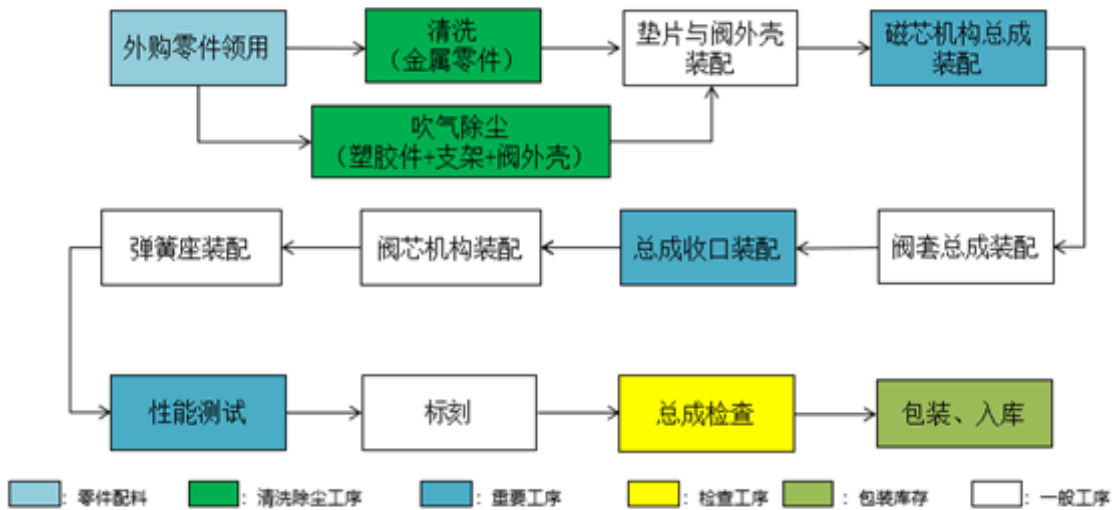 外购零件领用
清洗
（金属零件）
垫片与阀外壳
装配
磁芯机构总成
装配
吹气除尘
（塑胶件+支架+阀外壳）
弹簧座装配
阀芯机构装配
总成收口装配
阀套总成装配
性能测试
标刻
总成检查
包装、入库
：零件配料
：清洗除尘工序
：重要工序
：检查工序
：包装库存
：一般工序